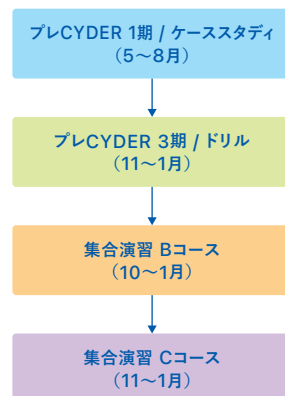 プレCYDER 1期 / ケーススタディ
（5～8月）
プレCYDER 3期 / ドリル
（11～1月）
集合演習 Bコース
（10～1月）
集合演習 Cコース
（11～1月）